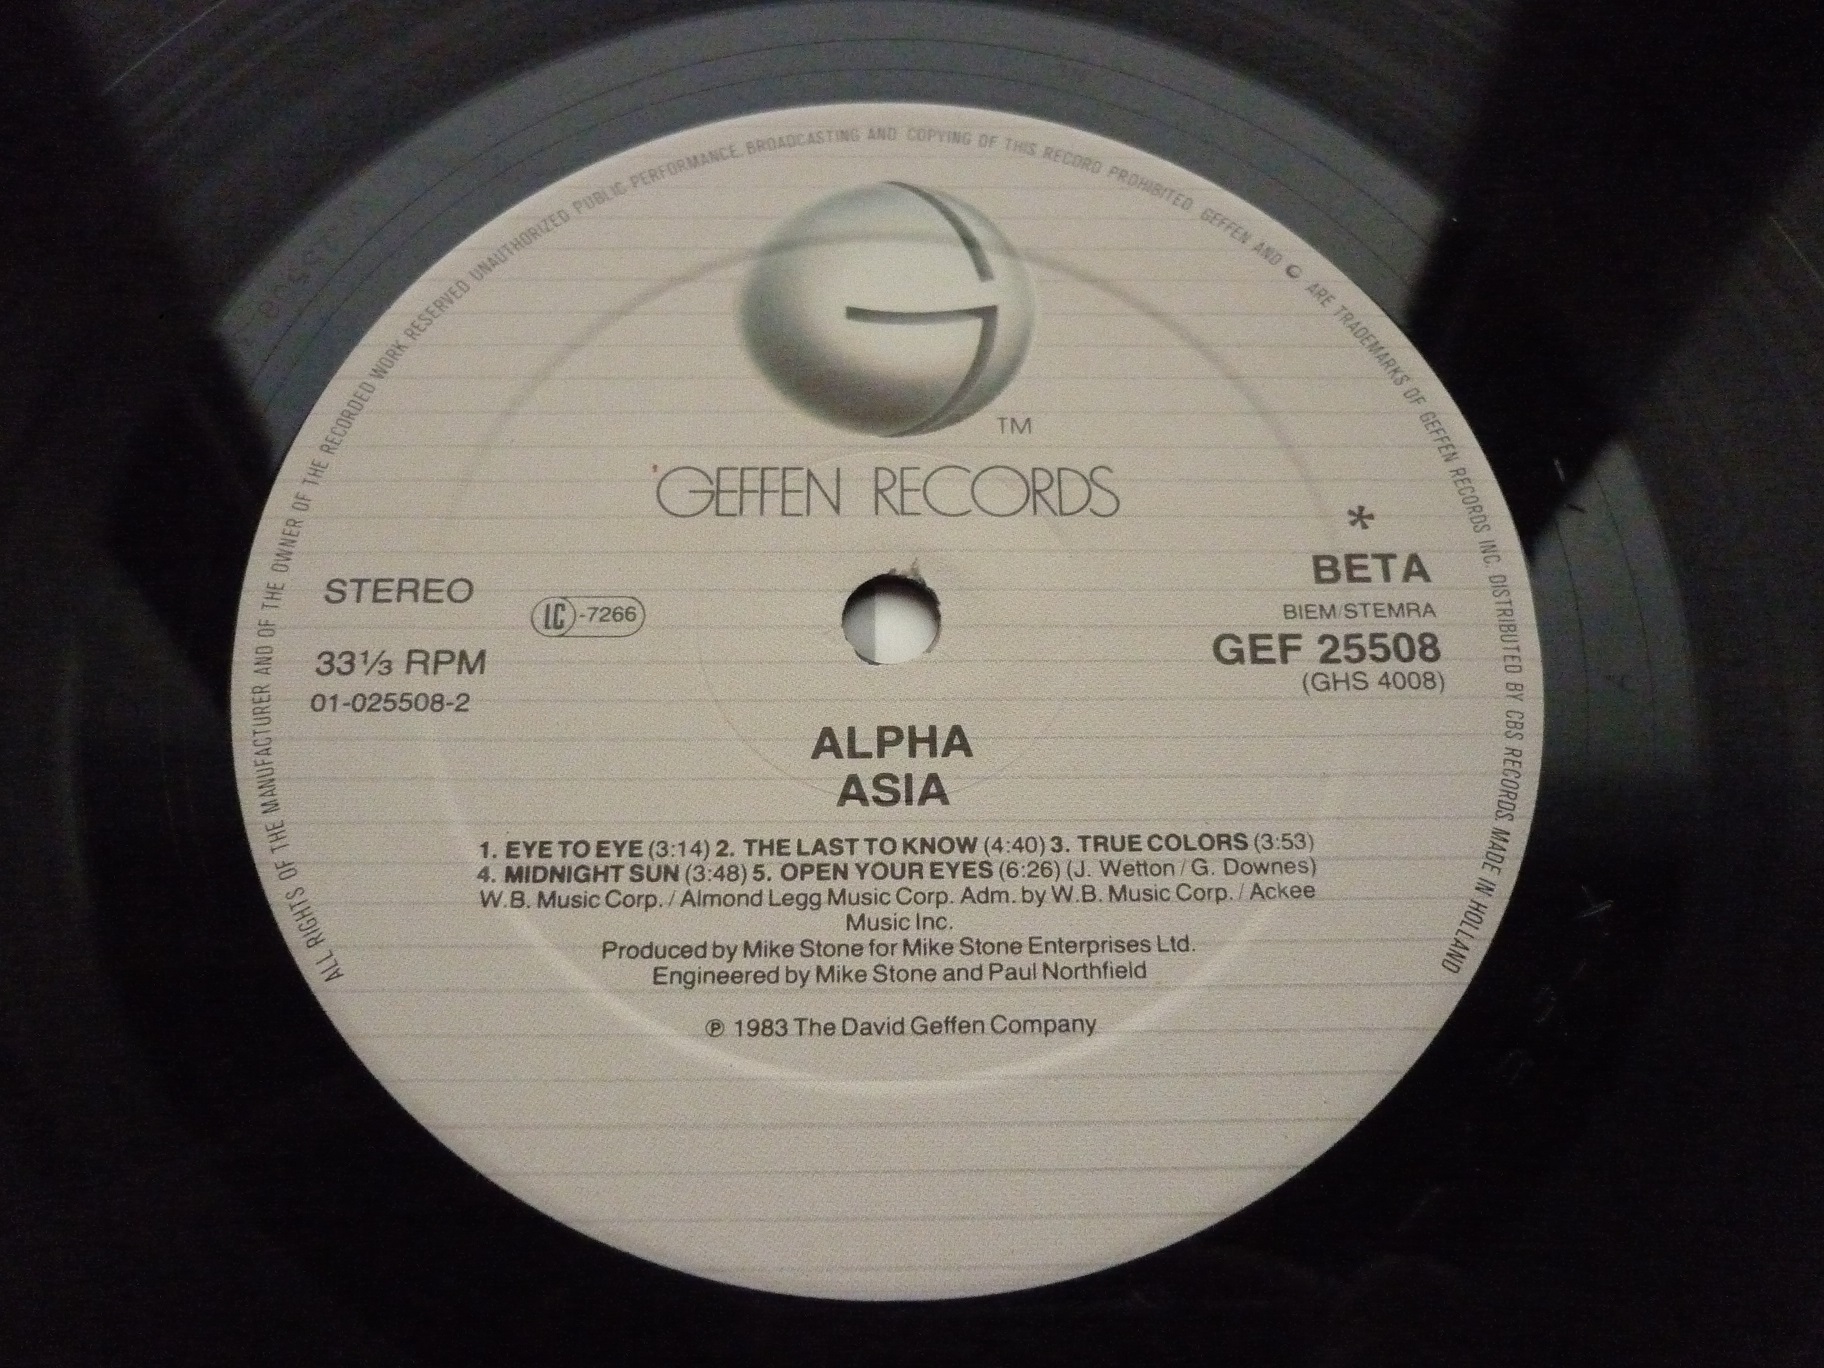 ALL RIGHTS OF THE MANUFACTURER AND OF THE OWNER OF THE RECORDED WORK RESERVED UNAUTHORIZED PUBLIC PERFORMANCE, BROADCASTING AND COPYING OF THIS RECORD PROHIBITED. GEFFEN AND G ARE TRADEMARKS OF GEFFEN RECORDS INC. DISTRIBUTED BY CBS RECORDS. MADE IN HOLLAND
TM
GEFFEN RECORDS
*
BETA
STEREO
LC-7266
BIEM/STEMRA
GEF 25508
33⅓ RPM
(GHS 4008)
01-025508-2
ALPHA
ASIA
1. EYE TO EYE (3:14) 2. THE LAST TO KNOW (4:40) 3. TRUE COLORS (3:53)
4. MIDNIGHT SUN (3:48) 5. OPEN YOUR EYES (6:26) (J. Wetton / G. Downes)
W.B. Music Corp. / Almond Legg Music Corp. Adm. by W.B. Music Corp. / Ackee
Music Inc.
Produced by Mike Stone for Mike Stone Enterprises Ltd.
Engineered by Mike Stone and Paul Northfield
℗ 1983 The David Geffen Company